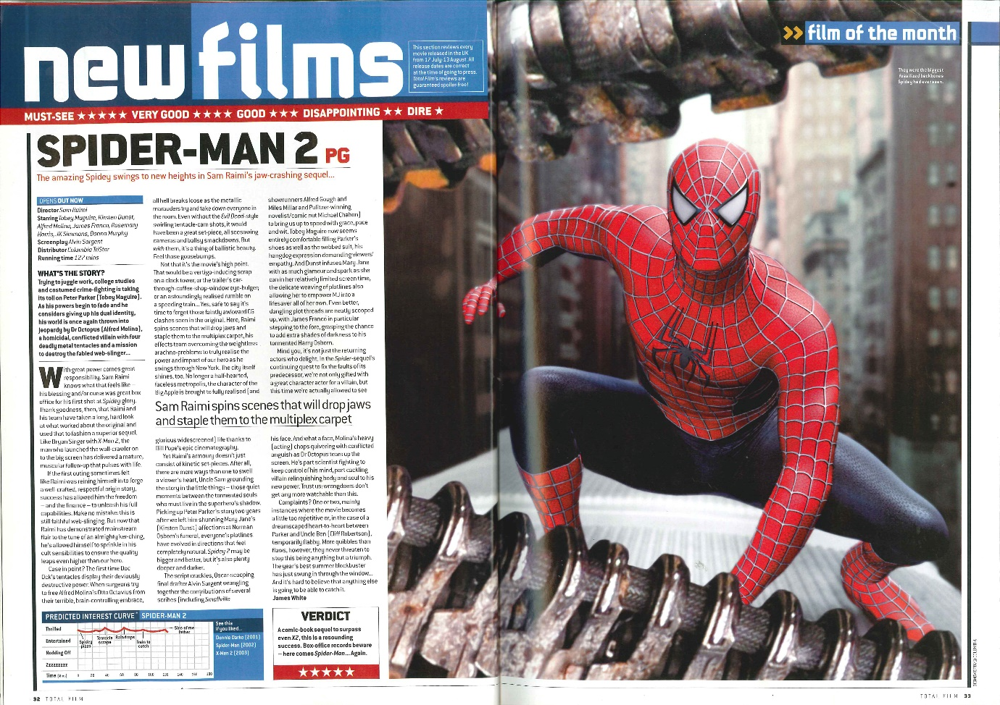 newfilms
This section reviews every
movie released in the UK
from 17 July-13 August. All
release dates are correct
at the time of going to press.
Total Film's reviews are
guaranteed spoiler-free!
MUST-SEE ★★★★★ VERY GOOD ★★★★ GOOD ★★★ DISAPPOINTING ★★ DIRE ★
SPIDER-MAN 2 PG
The amazing Spidey swings to new heights in Sam Raimi's jaw-crashing sequel...
OPENS OUT NOW
Director Sam Raimi
Starring Tobey Maguire, Kirsten Dunst,
Alfred Molina, James Franco, Rosemary
Harris, JK Simmons, Donna Murphy
Screenplay Alvin Sargent
Distributor Columbia TriStar
Running time 127 mins
WHAT'S THE STORY?
Trying to juggle work, college studies
and costumed crime-fighting is taking
its toll on Peter Parker (Tobey Maguire).
As his powers begin to fade and he
considers giving up his dual identity,
his world is once again thrown into
jeopardy by Dr Octopus (Alfred Molina),
a homicidal, conflicted villain with four
deadly metal tentacles and a mission
to destroy the fabled web-slinger...
With great power comes great
responsibility. Sam Raimi
knows what that feels like –
his blessing and/or curse was great box
office for his first shot at Spidey glory.
Thank goodness, then, that Raimi and
his team have taken a long, hard look
at what worked about the original and
used that to fashion a superior sequel.
Like Bryan Singer with X-Men 2, the
man who launched the wall-crawler on
to the big screen has delivered a mature,
muscular follow-up that pulses with life.
If the first outing sometimes felt
like Raimi was reining himself in to forge
a well-crafted, respectful origin story,
success has allowed him the freedom
– and the finance – to unleash his full
capabilities. Make no mistake: this is
still faithful web-slinging. But now that
Raimi has demonstrated mainstream
flair to the tune of an almighty ker-ching,
he's allowed himself to sprinkle in his
cult sensibilities to ensure the quality
leaps even higher than our hero.
Case in point? The first time Doc
Ock's tentacles display their deviously
destructive power. When surgeons try
to free Alfred Molina's Otto Octavius from
their terrible, brain-controlling embrace,
all hell breaks loose as the metallic
marauders try and take down everyone in
the room. Even without the Evil Dead-style
swirling tentacle-cam shots, it would
have been a great set-piece, all seesawing
cameras and ballsy smackdowns. But
with them, it's a thing of ballistic beauty.
Feel those goosebumps.
Not that it's the movie's high point.
That would be a vertigo-inducing scrap
on a clock tower, or the trailer's car-
through-coffee-shop-window eye-bulger,
or an astoundingly realised rumble on
a speeding train... Yes, safe to say it's
time to forget those faintly awkward CG
clashes seen in the original. Here, Raimi
spins scenes that will drop jaws and
staple them to the multiplex carpet, his
effects team overcoming the weightless
arachno-problems to truly realise the
power and impact of our hero as he
swings through New York. The city itself
shines, too. No longer a half-hearted,
faceless metropolis, the character of the
Big Apple is brought to fully realised (and
Sam Raimi spins scenes that will drop jaws
and staple them to the multiplex carpet
glorious widescreened) life thanks to
Bill Pope's epic cinematography.
Yet Raimi's armoury doesn't just
consist of kinetic set-pieces. After all,
there are more ways than one to swell
a viewer's heart, Uncle Sam grounding
the story in the little things – those quiet
moments between the tormented souls
who must live in the superhero's shadow.
Picking up Peter Parker's story two years
after we left him shunning Mary Jane's
(Kirsten Dunst) affections at Norman
Osborn's funeral, everyone's plotlines
have evolved in directions that feel
completely natural. Spidey 2 may be
bigger and better, but it's also plenty
deeper and darker.
The script crackles, Oscar-scooping
final drafter Alvin Sargent wrangling
together the contributions of several
scribes (including Smallville
showrunners Alfred Gough and
Miles Millar and Pulitzer-winning
novelist/comic nut Michael Chabon)
to bring us up to speed with grace, pace
and wit. Tobey Maguire now seems
entirely comfortable filling Parker's
shoes as well as the webbed suit, his
hangdog expression demanding viewers'
empathy. And Dunst infuses Mary Jane
with as much glamour and spark as she
can in her relatively limited screen time,
the delicate weaving of plotlines also
allowing her to empower MJ into a
lifesaver all of her own. Even better,
dangling plot threads are neatly scooped
up, with James Franco in particular
stepping to the fore, grasping the chance
to add extra shades of darkness to his
tormented Harry Osborn.
Mind you, it's not just the returning
actors who delight. In the Spider-sequel's
continuing quest to fix the faults of its
predecessor, we're not only gifted with
a great character actor for a villain, but
this time we're actually allowed to see
his face. And what a face, Molina's heavy
(acting) chops quivering with conflicted
anguish as Dr Octopus tears up the
screen. He's part scientist fighting to
keep control of his mind, part cackling
villain relinquishing body and soul to his
new power. Trust us: wrongdoers don't
get any more watchable than this.
Complaints? One or two, mainly
instances where the movie becomes
a little too repetitive or, in the case of a
dreamscaped heart-to-heart between
Parker and Uncle Ben (Cliff Robertson),
temporarily flabby. More quibbles than
flaws, however, they never threaten to
stop this being anything but a triumph.
The year's best summer blockbuster
has just swung in through the window...
And it's hard to believe that anything else
is going to be able to catch it.
James White
PREDICTED INTEREST CURVE SPIDER-MAN 2
Thrilled
Entertained
Nodding Off
Zzzzzzzzz
Time (Mins) 0 20 40 60 80 100 120 140 160 180
Spidey pizza
Tentacle scrape
Raindrops
Train to catch
Sins of me father
See this
if you liked...
Donnie Darko (2001)
Spider-Man (2002)
X-Men 2 (2003)
VERDICT
A comic-book sequel to surpass
even X2, this is a resounding
success. Box-office records beware
– here comes Spider-Man... Again.
★★★★★
32 TOTAL FILM
film of the month
They were the biggest
fossilized backbones
Spidey had ever seen.
TOTAL FILM 33